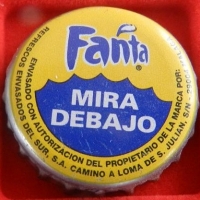 Fanta
MIRA
DEBAJO
ENVASADO CON AUTORIZACION DEL PROPIETARIO DE LA MARCA POR:
REFRESCOS ENVASADOS DEL SUR, S.A. CAMINO A LOMA DE S. JULIAN, S/N